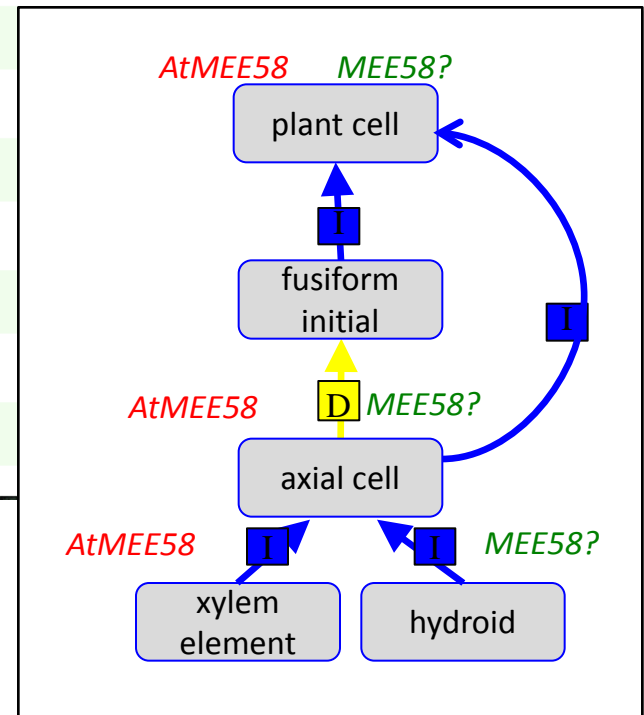 AtMEE58 MEE58?
plant cell
I
fusiform
initial
I
AtMEE58 D MEE58?
axial cell
AtMEE58 I I MEE58?
xylem
element
hydroid